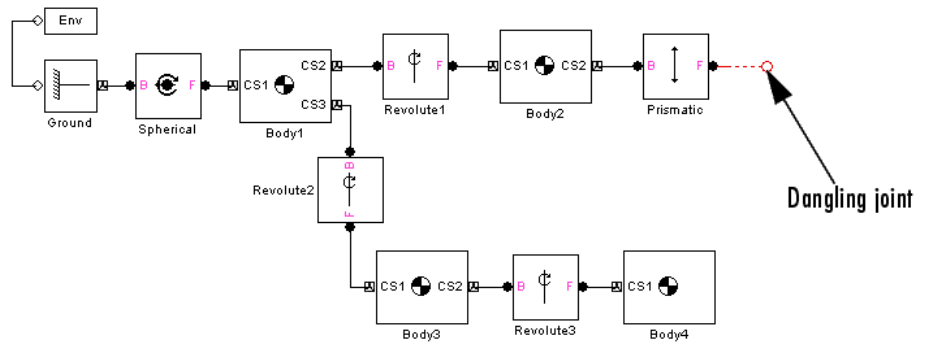 Env
B F CS1 CS2 CS3 B F CS1 CS2 B F
Ground Spherical Body1 Revolute1 Body2 Prismatic
Dangling joint
Revolute2 B F
CS1 CS2 B F CS1
Body3 Revolute3 Body4